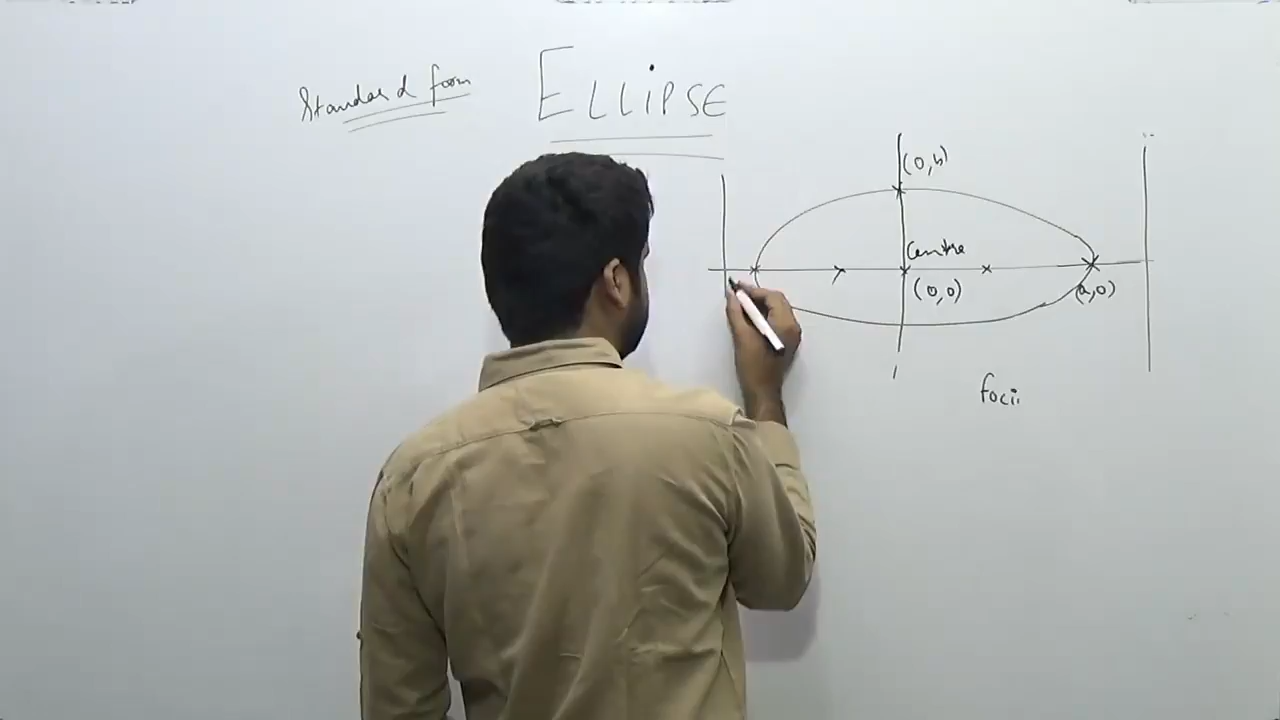 Standard form
ELLiPSE
(0,b)
Centre
(0,0)
(a,0)
focii